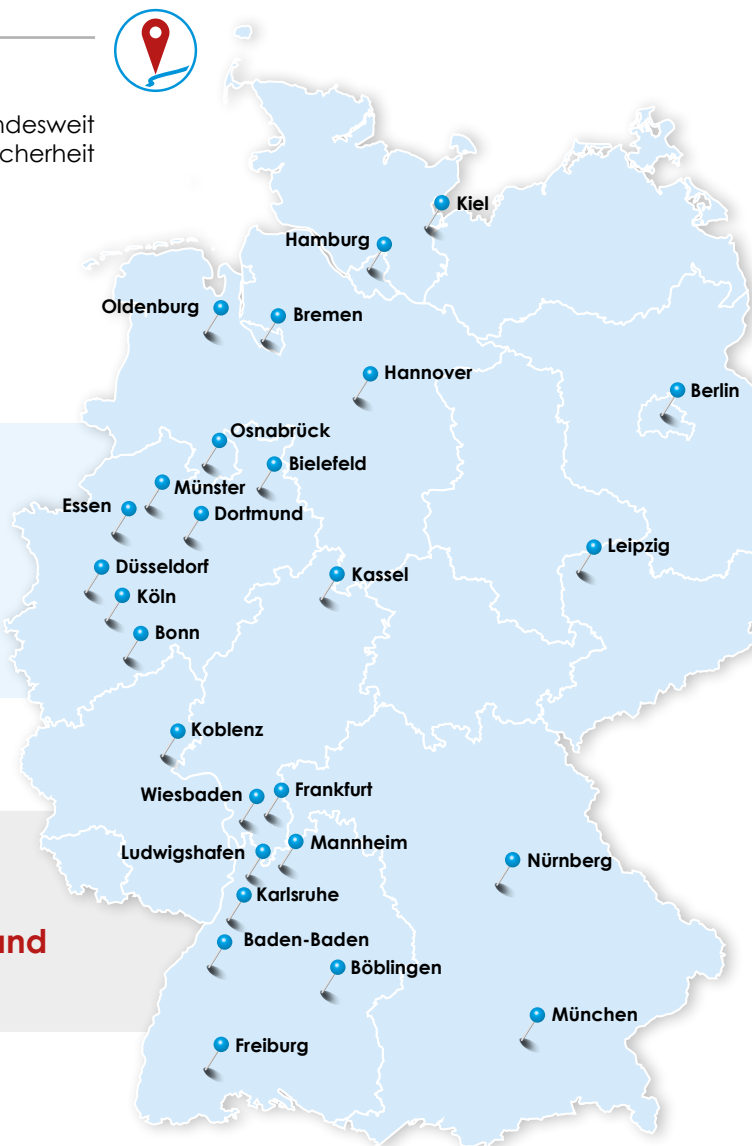 ndesweit
cherheit
Kiel
Hamburg
Oldenburg
Bremen
Hannover
Berlin
Osnabrück
Bielefeld
Münster
Essen
Dortmund
Leipzig
Düsseldorf
Kassel
Köln
Bonn
Koblenz
Wiesbaden
Frankfurt
Ludwigshafen
Mannheim
Nürnberg
Karlsruhe
und
Baden-Baden
Böblingen
München
Freiburg